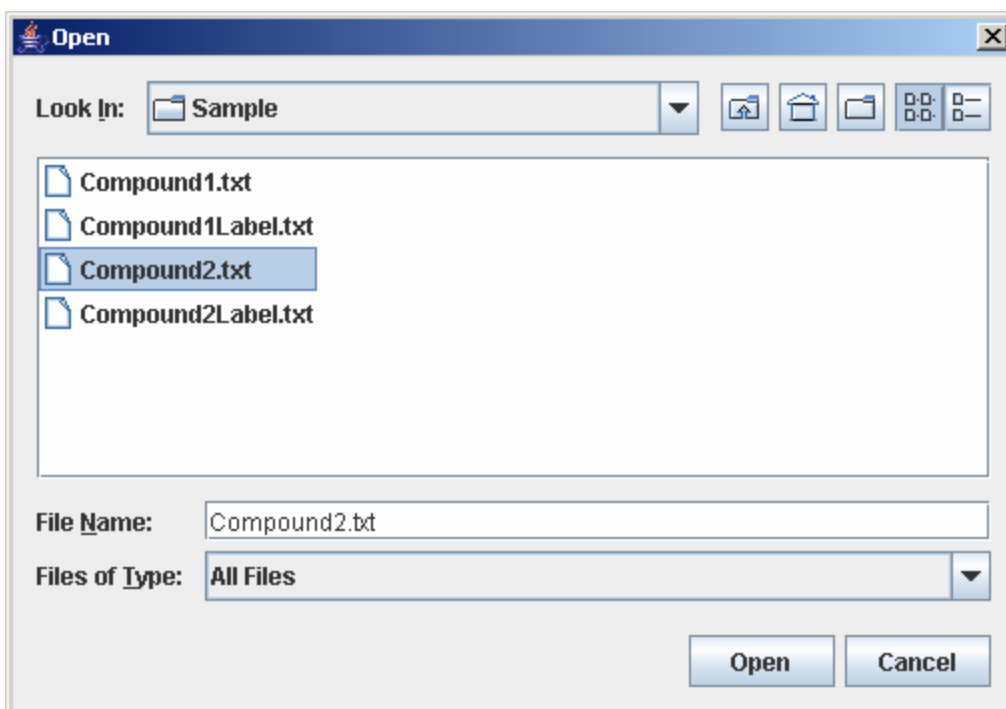 Open
Look In: Sample
Compound1.txt
Compound1Label.txt
Compound2.txt
Compound2Label.txt
File Name: Compound2.txt
Files of Type: All Files
Open Cancel